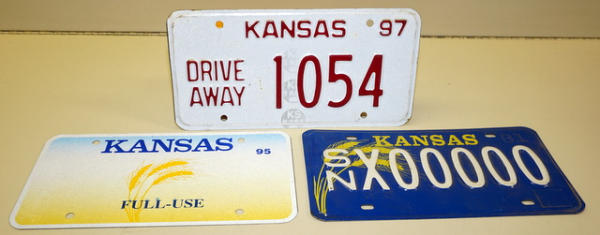 KANSAS 97
DRIVE
AWAY 1054
KANSAS 95
FULL-USE
KANSAS
SN X00000